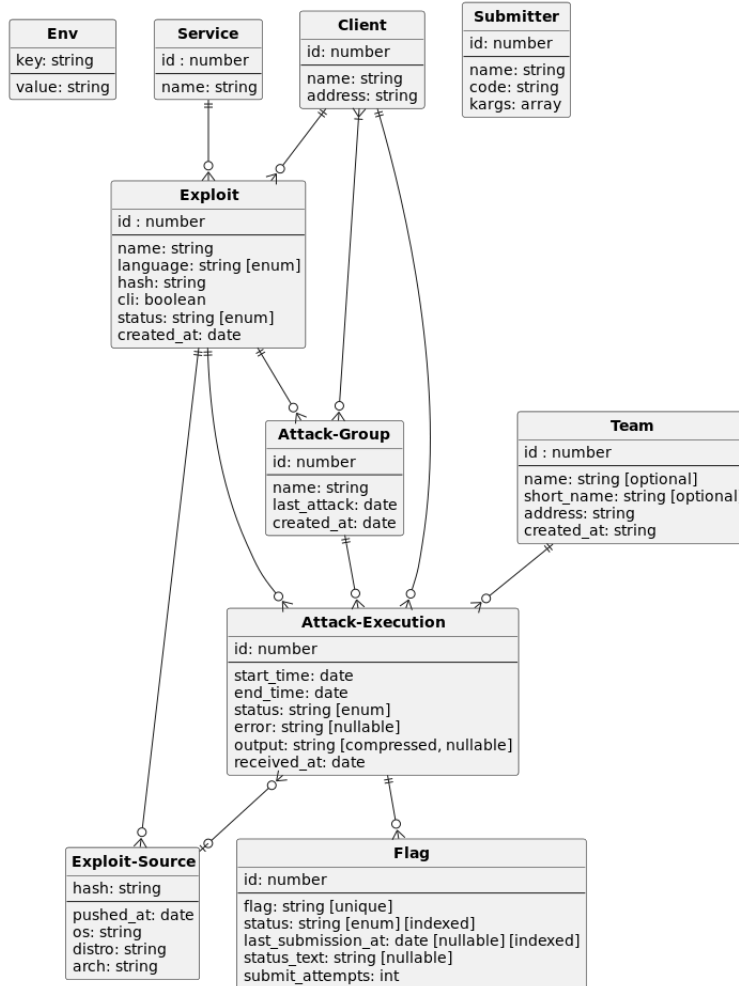 Env
key: string
value: string
Service
id : number
name: string
Client
id: number
name: string
address: string
Submitter
id: number
name: string
code: string
kargs: array
Exploit
id : number
name: string
language: string [enum]
hash: string
cli: boolean
status: string [enum]
created_at: date
Attack-Group
id: number
name: string
last_attack: date
created_at: date
Team
id : number
name: string [optional]
short_name: string [optional
address: string
created_at: string
Attack-Execution
id: number
start_time: date
end_time: date
status: string [enum]
error: string [nullable]
output: string [compressed, nullable]
received_at: date
Exploit-Source
hash: string
pushed_at: date
os: string
distro: string
arch: string
Flag
id: number
flag: string [unique]
status: string [enum] [indexed]
last_submission_at: date [nullable] [indexed]
status_text: string [nullable]
submit_attempts: int